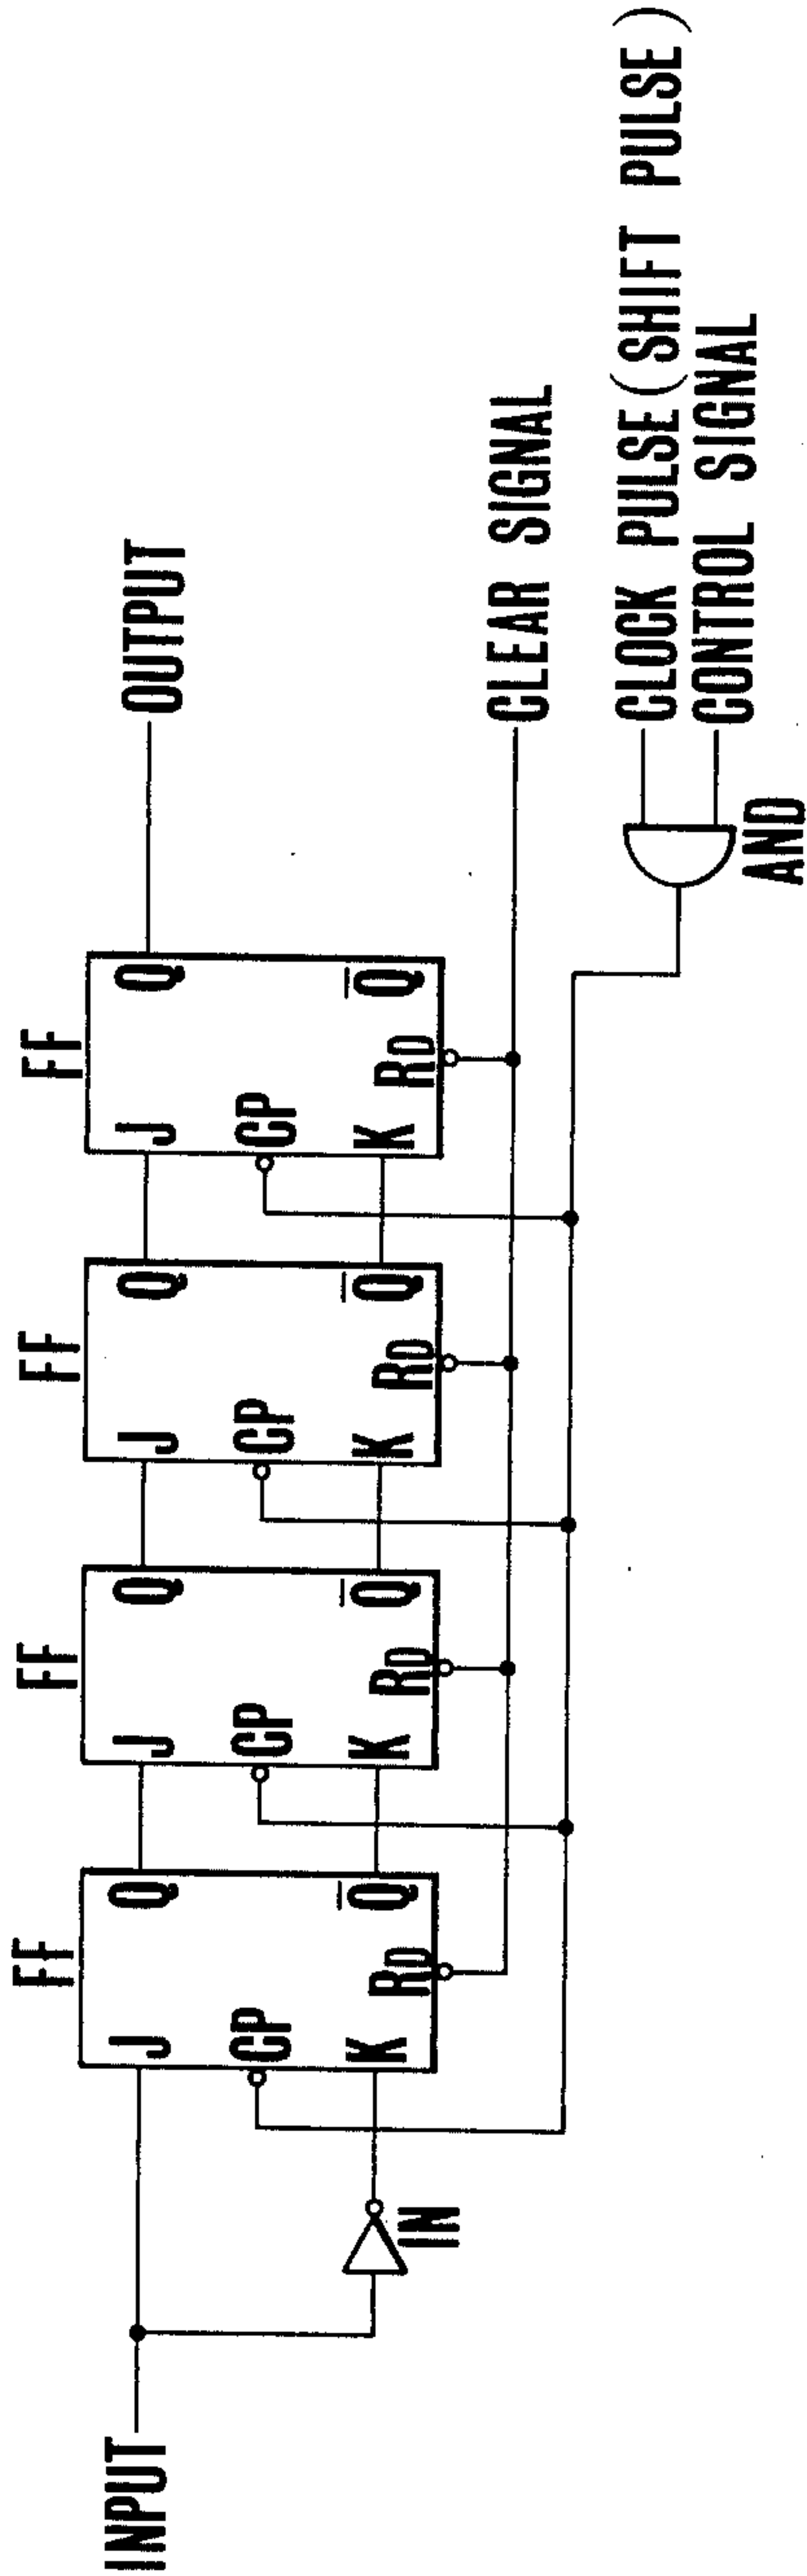 FF FF FF FF
INPUT
J Q J Q J Q J Q
OUTPUT
CP CP CP CP
K Q̅ K Q̅ K Q̅ K Q̅
RD RD RD RD
IN
CLEAR SIGNAL
CLOCK PULSE (SHIFT PULSE)
CONTROL SIGNAL
AND